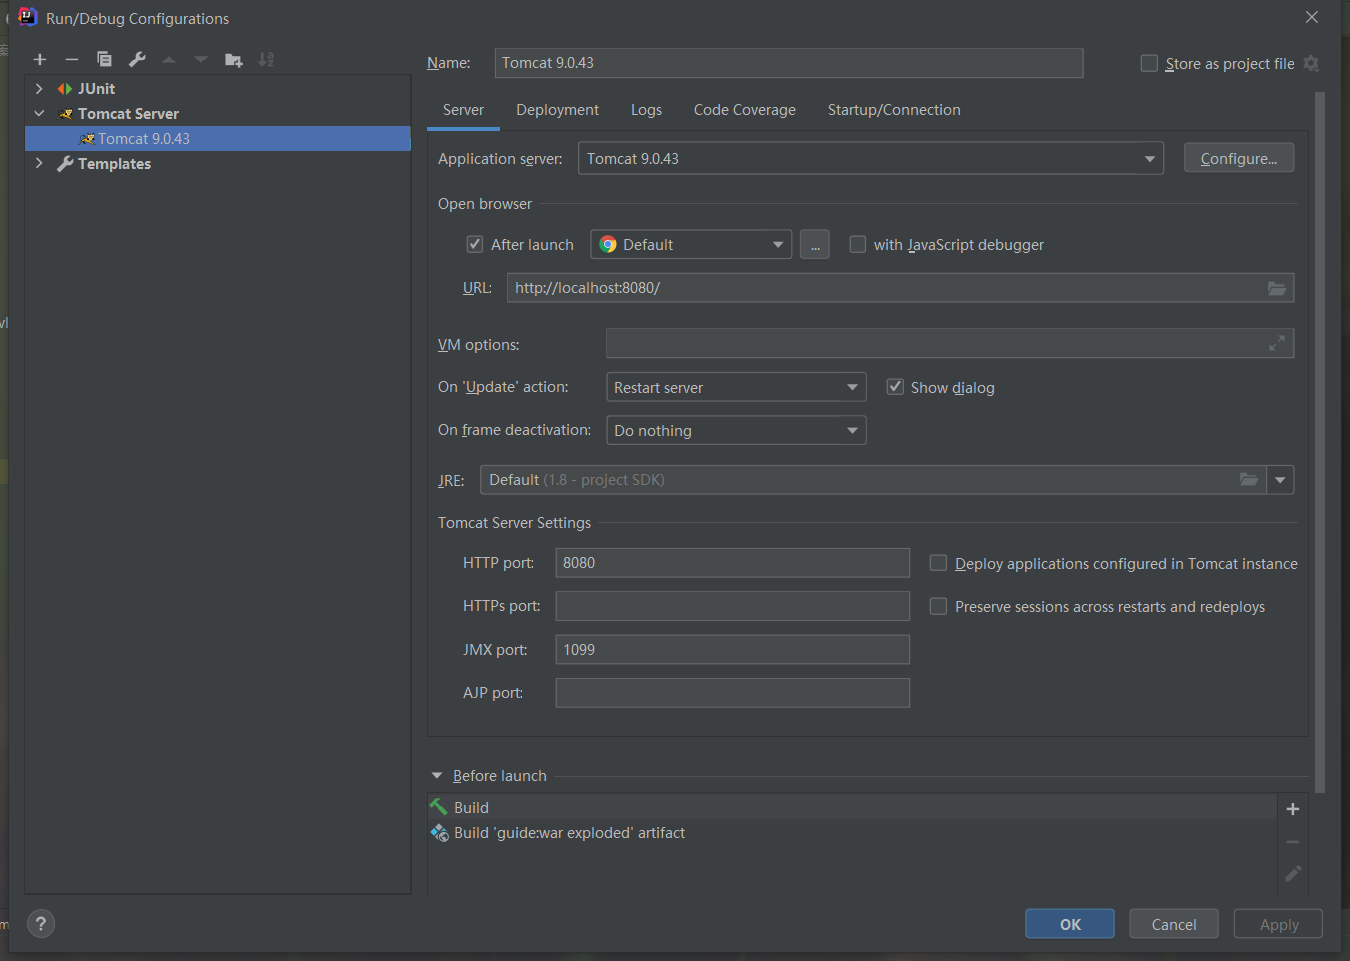 Run/Debug Configurations
Name: Tomcat 9.0.43 Store as project file
JUnit
Tomcat Server
Tomcat 9.0.43
Templates
Server Deployment Logs Code Coverage Startup/Connection
Application server: Tomcat 9.0.43 Configure...
Open browser
After launch Default ... with JavaScript debugger
URL: http://localhost:8080/
VM options:
On 'Update' action: Restart server Show dialog
On frame deactivation: Do nothing
JRE: Default (1.8 - project SDK)
Tomcat Server Settings
HTTP port: 8080 Deploy applications configured in Tomcat instance
HTTPs port: Preserve sessions across restarts and redeploys
JMX port: 1099
AJP port:
Before launch
Build
Build 'guide:war exploded' artifact
? OK Cancel Apply